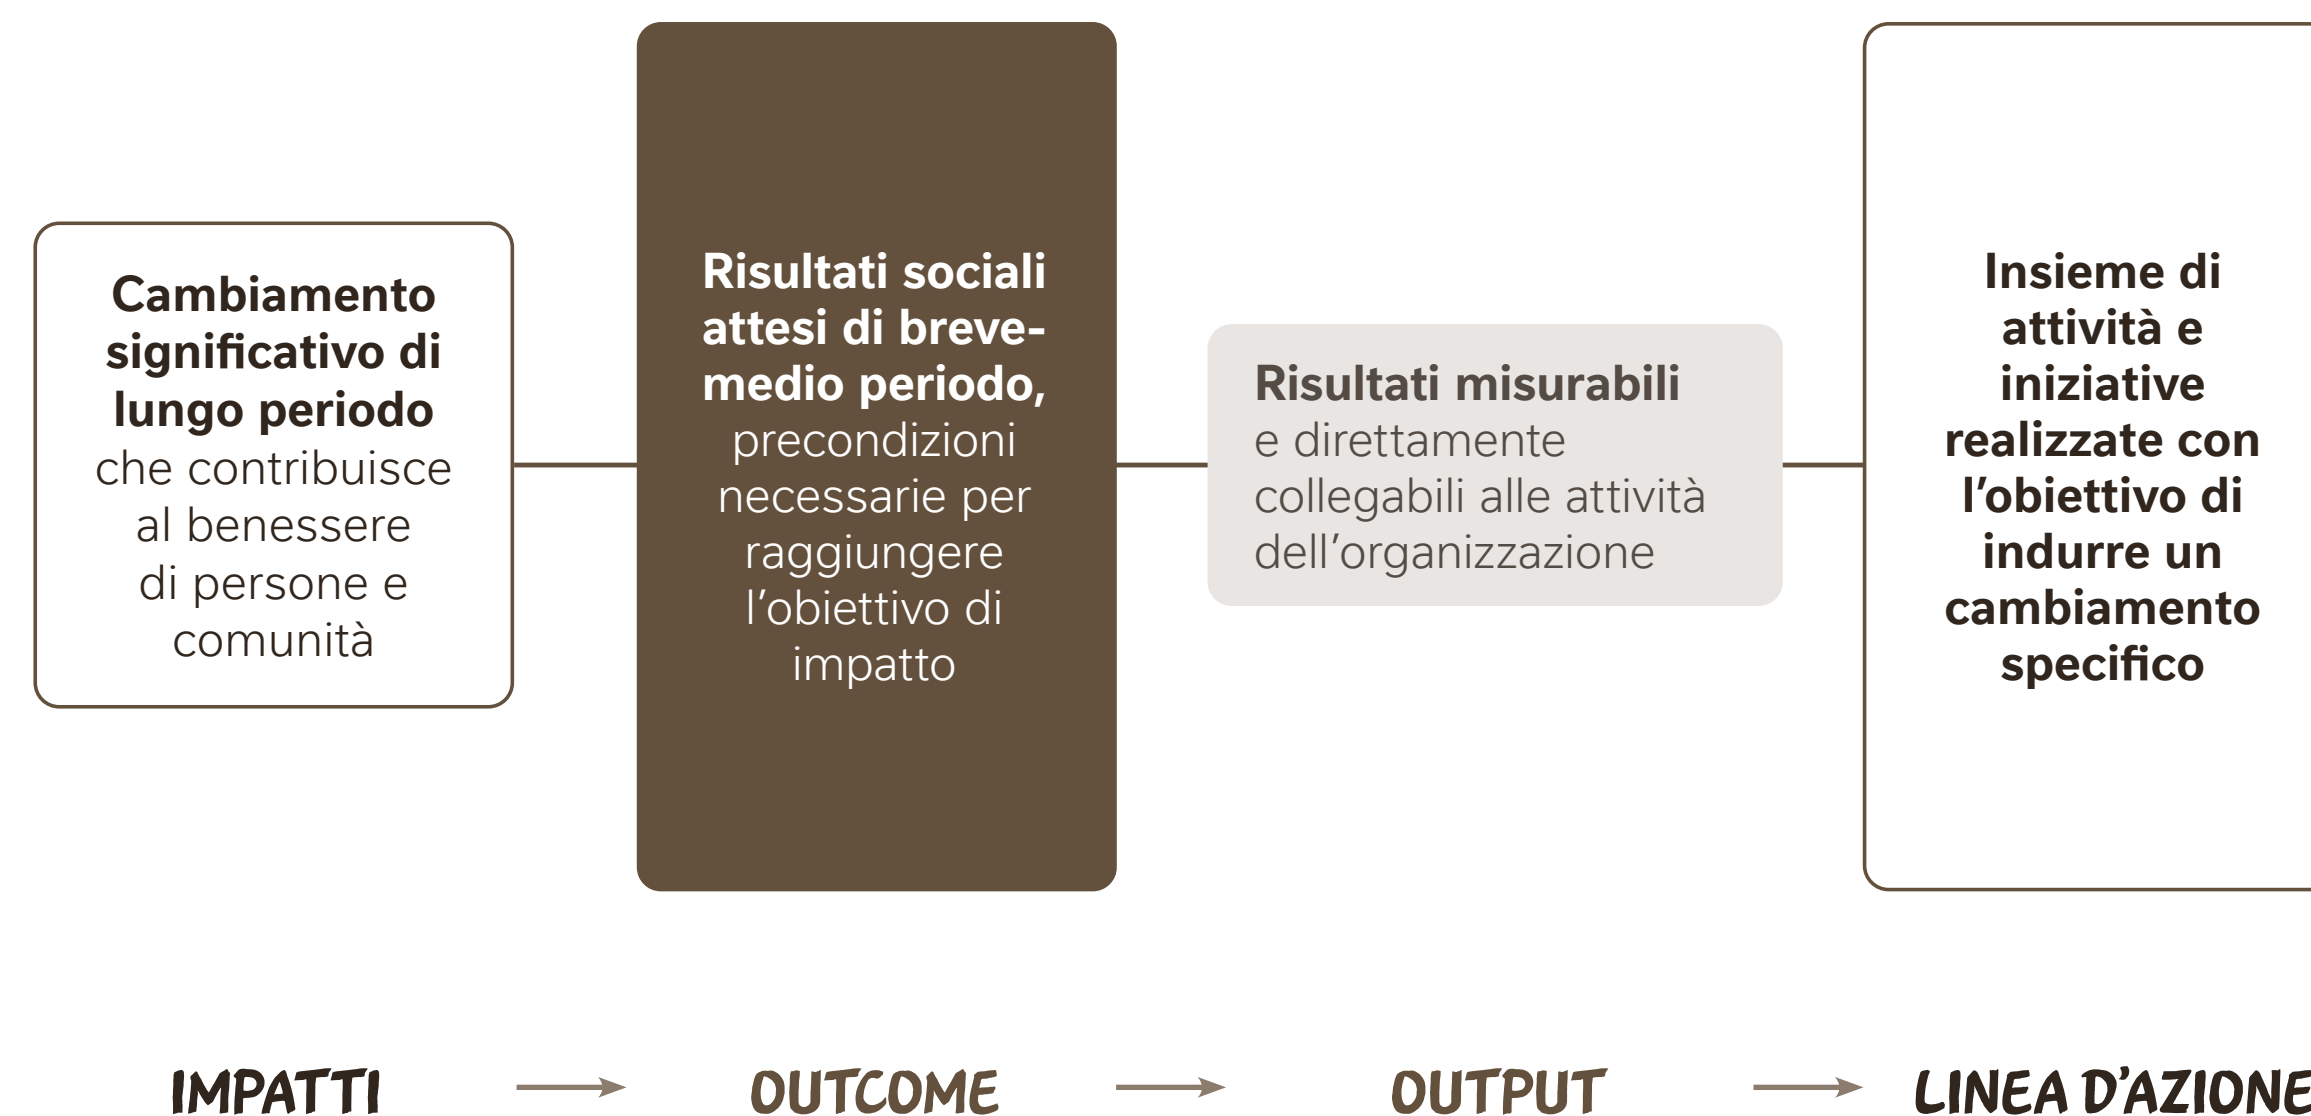 Cambiamento
significativo di
lungo periodo
che contribuisce
al benessere
di persone e
comunità
Risultati sociali
attesi di breve-
medio periodo,
precondizioni
necessarie per
raggiungere
l’obiettivo di
impatto
Risultati misurabili
e direttamente
collegabili alle attività
dell’organizzazione
Insieme di
attività e
iniziative
realizzate con
l’obiettivo di
indurre un
cambiamento
specifico
IMPATTI
OUTCOME
OUTPUT
LINEA D’AZIONE